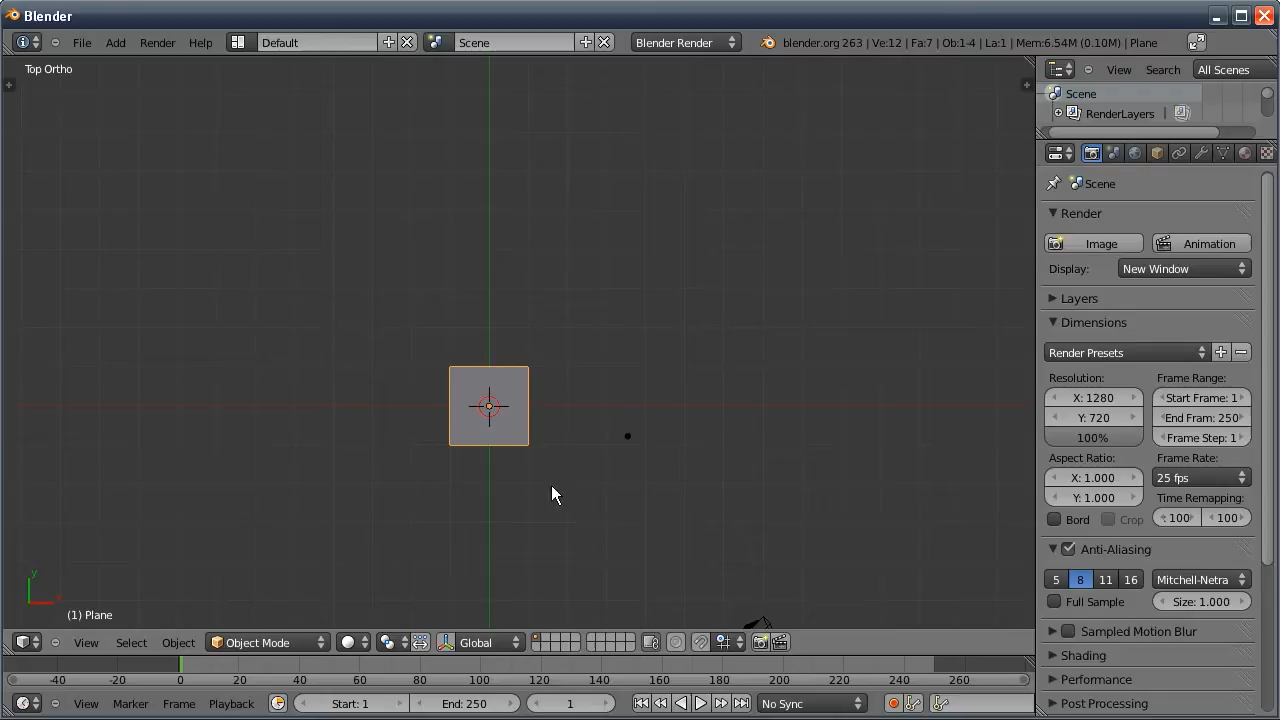 Blender
File Add Render Help Default Scene Blender Render blender.org 263 | Ve:12 | Fa:7 | Ob:1-4 | La:1 | Mem:6.54M (0.10M) | Plane
Top Ortho
View Search All Scenes
Scene
RenderLayers
Scene
Render
Image Animation
Display: New Window
Layers
Dimensions
Render Presets
Resolution: Frame Range:
X: 1280 Start Frame: 1
Y: 720 End Fram: 250
100% Frame Step: 1
Aspect Ratio: Frame Rate:
X: 1.000 25 fps
Y: 1.000 Time Remapping:
Bord Crop : 100 100
Anti-Aliasing
5 8 11 16 Mitchell-Netra
Full Sample Size: 1.000
Sampled Motion Blur
Shading
Performance
Post Processing
y
x
(1) Plane
View Select Object Object Mode Global
-40 -20 0 20 40 60 80 100 120 140 160 180 200 220 240 260
View Marker Frame Playback Start: 1 End: 250 1 No Sync